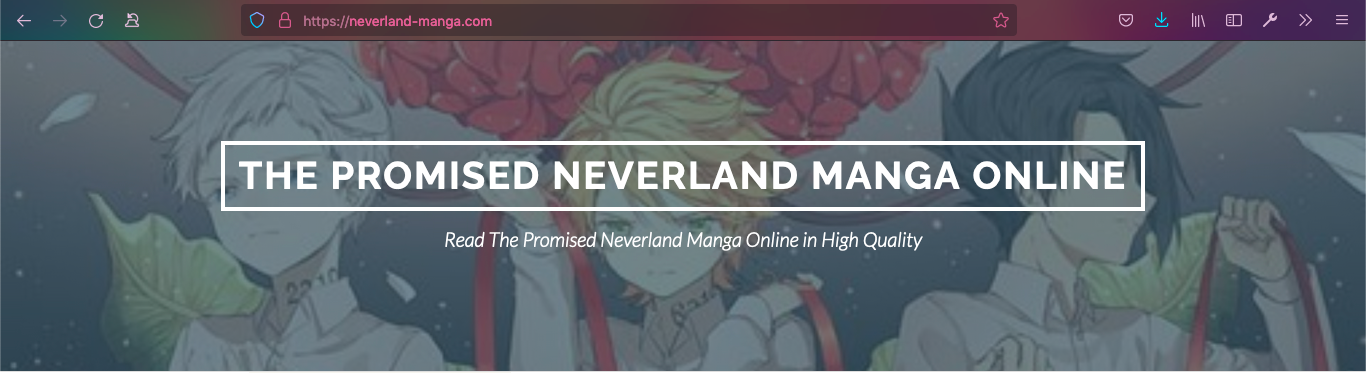 https://neverland-manga.com
THE PROMISED NEVERLAND MANGA ONLINE
Read The Promised Neverland Manga Online in High Quality